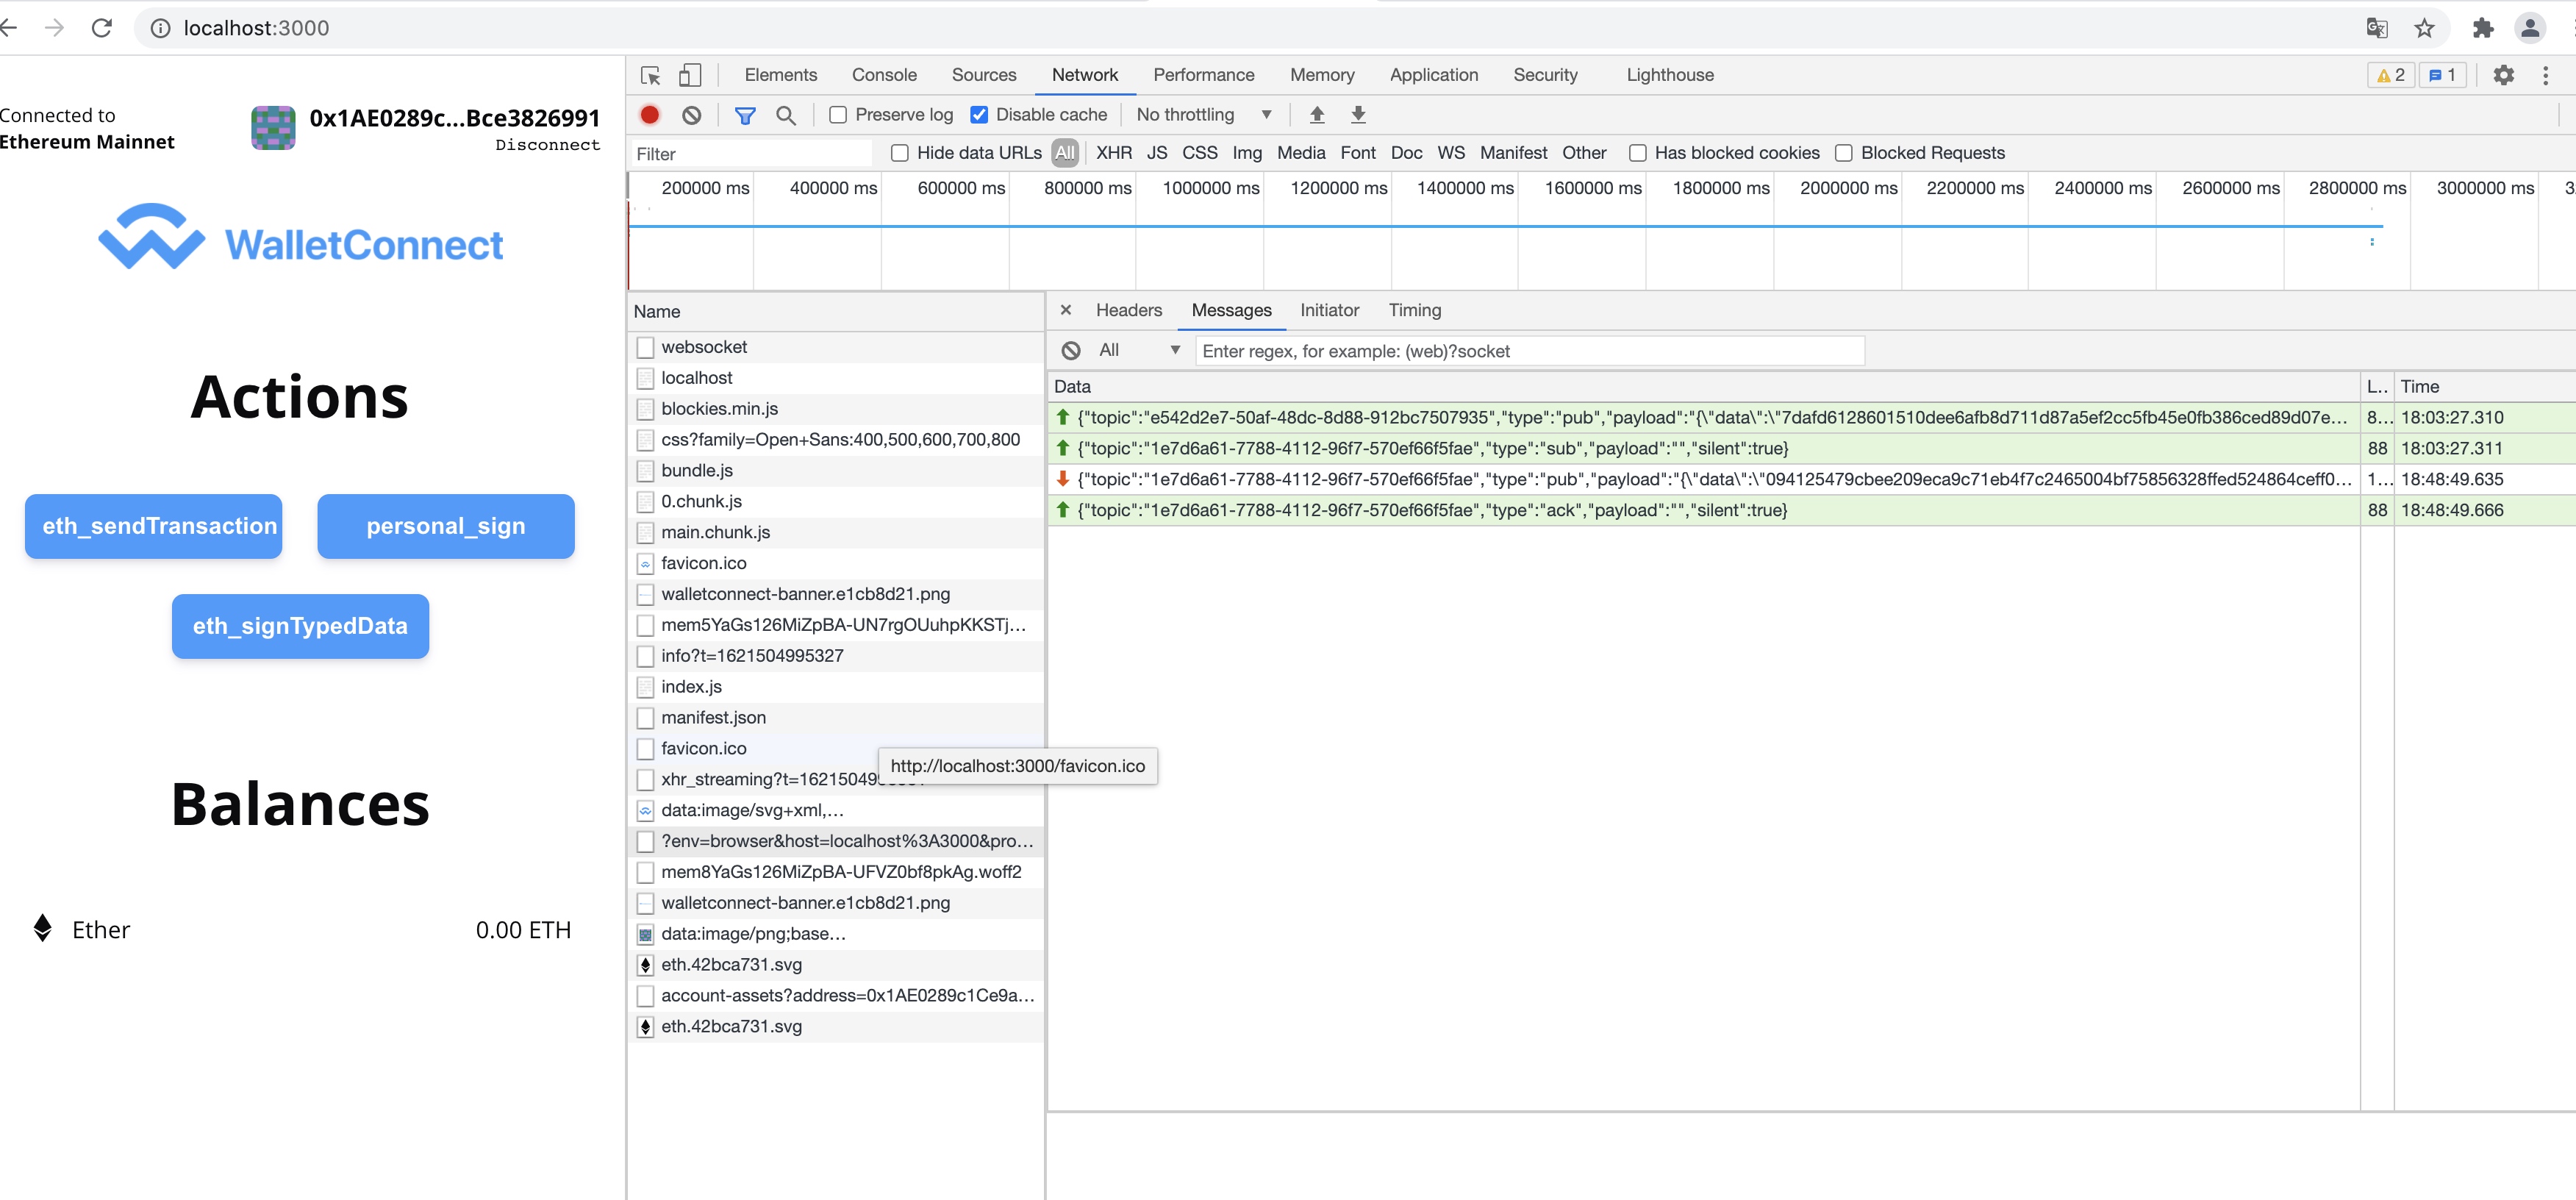 localhost:3000
Connected to
Ethereum Mainnet
0x1AE0289c...Bce3826991
Disconnect
WalletConnect
Actions
eth_sendTransaction
personal_sign
eth_signTypedData
Balances
Ether
0.00 ETH
Elements Console Sources Network Performance Memory Application Security Lighthouse
2 1
Preserve log Disable cache No throttling
Filter Hide data URLs All XHR JS CSS Img Media Font Doc WS Manifest Other Has blocked cookies Blocked Requests
200000 ms 400000 ms 600000 ms 800000 ms 1000000 ms 1200000 ms 1400000 ms 1600000 ms 1800000 ms 2000000 ms 2200000 ms 2400000 ms 2600000 ms 2800000 ms 3000000 ms 3
Name
websocket
localhost
blockies.min.js
css?family=Open+Sans:400,500,600,700,800
bundle.js
0.chunk.js
main.chunk.js
favicon.ico
walletconnect-banner.e1cb8d21.png
mem5YaGs126MiZpBA-UN7rgOUuhpKKSTj…
info?t=1621504995327
index.js
manifest.json
favicon.ico
http://localhost:3000/favicon.ico
data:image/svg+xml,…
?env=browser&host=localhost%3A3000&pro…
mem8YaGs126MiZpBA-UFVZ0bf8pkAg.woff2
walletconnect-banner.e1cb8d21.png
data:image/png;base…
eth.42bca731.svg
account-assets?address=0x1AE0289c1Ce9a…
eth.42bca731.svg
Headers Messages Initiator Timing
All Enter regex, for example: (web)?socket
Data L.. Time
{"topic":"e542d2e7-50af-48dc-8d88-912bc7507935","type":"pub","payload":"{\"data\":\"7dafd6128601510dee6afb8d711d87a5ef2cc5fb45e0fb386ced89d07e… 8… 18:03:27.310
{"topic":"1e7d6a61-7788-4112-96f7-570ef66f5fae","type":"sub","payload":"","silent":true} 88 18:03:27.311
{"topic":"1e7d6a61-7788-4112-96f7-570ef66f5fae","type":"pub","payload":"{\"data\":\"094125479cbee209eca9c71eb4f7c2465004bf75856328ffed524864ceff0… 1… 18:48:49.635
{"topic":"1e7d6a61-7788-4112-96f7-570ef66f5fae","type":"ack","payload":"","silent":true} 88 18:48:49.666